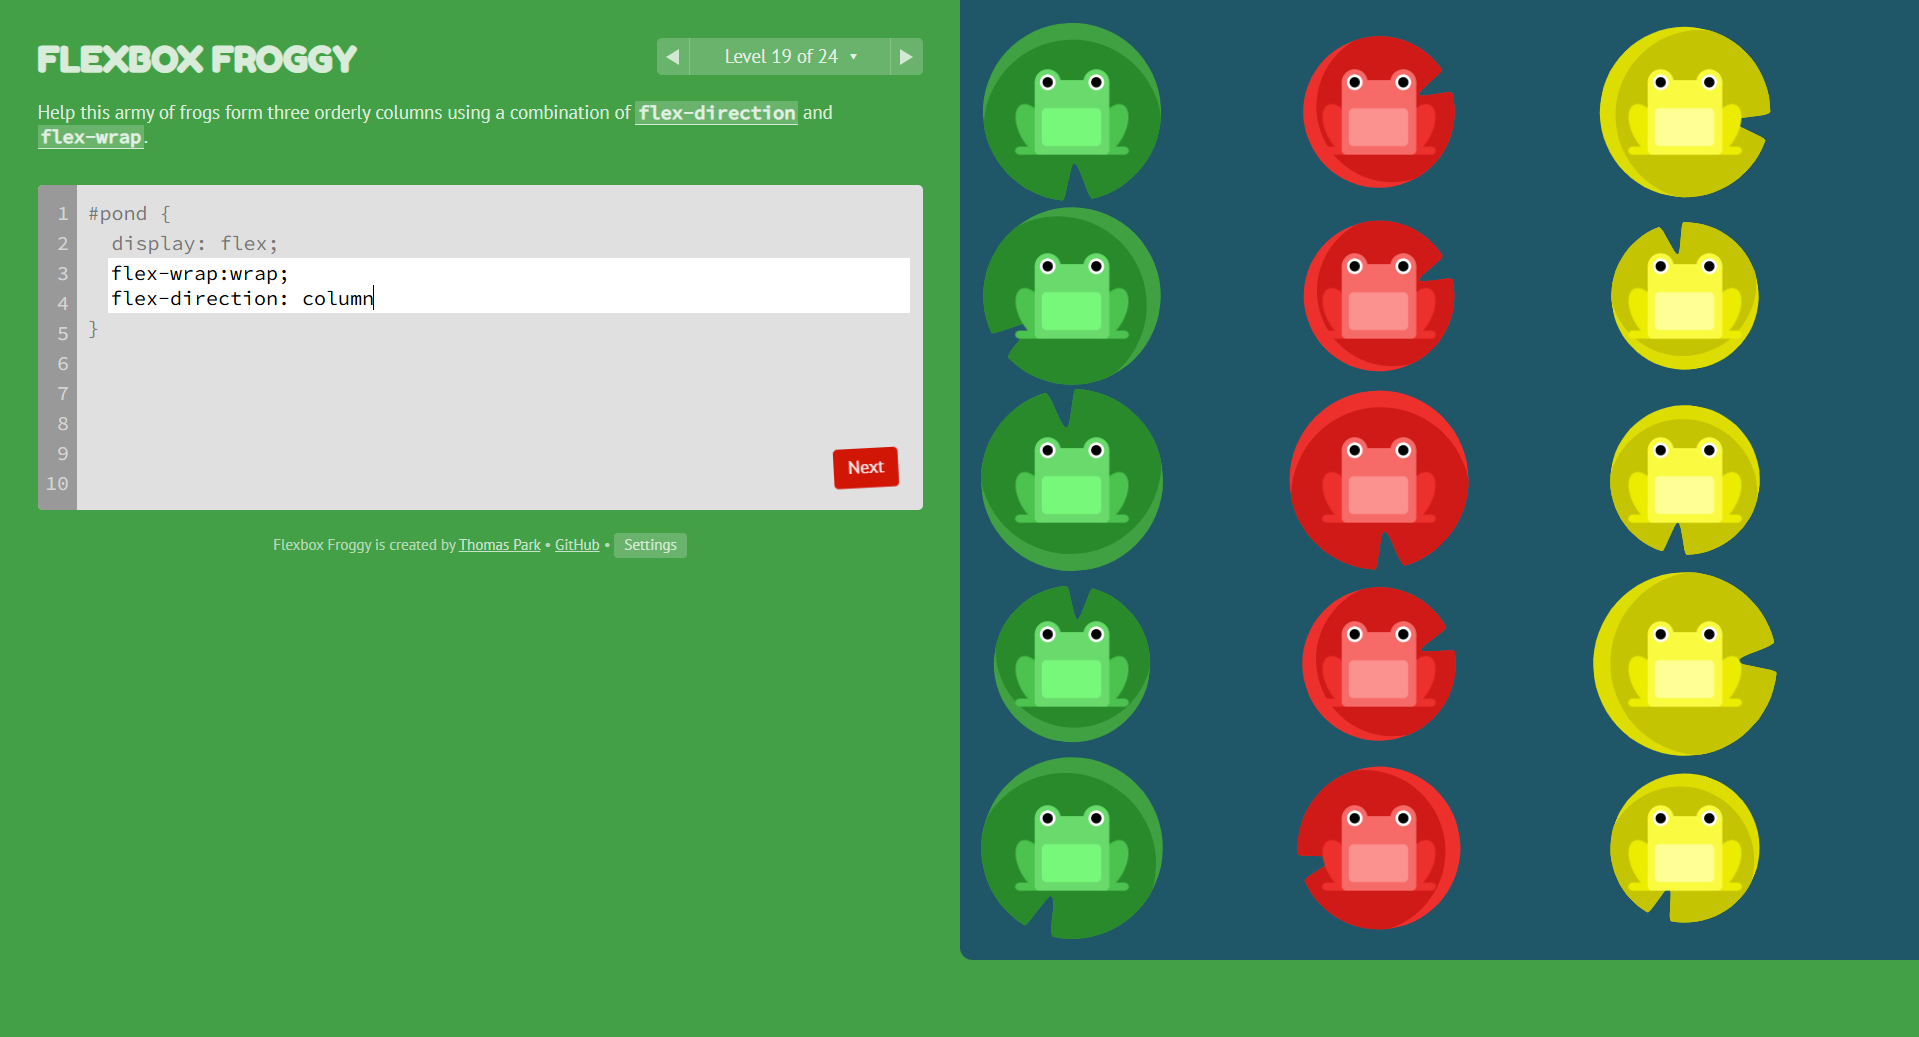 FLEXBOX FROGGY
◀ Level 19 of 24 ▾ ▶
Help this army of frogs form three orderly columns using a combination of flex-direction and
flex-wrap.
1 #pond {
2 display: flex;
3 flex-wrap:wrap;
4 flex-direction: column
5 }
6
7
8
9
10
Next
Flexbox Froggy is created by Thomas Park • GitHub • Settings